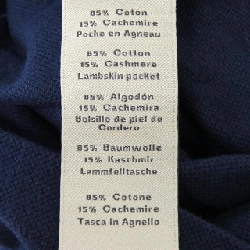 85% Coton
15% Cachemire
Poche en Agneau
85% Cotton
15% Cashmere
Lambskin pocket
85% Algodón
15% Cachemira
Bolsillo de piel de
Cordero
85% Baumwolle
15% Kaschmir
Lammfelltasche
85% Cotone
15% Cachemire
Tasca in Agnello